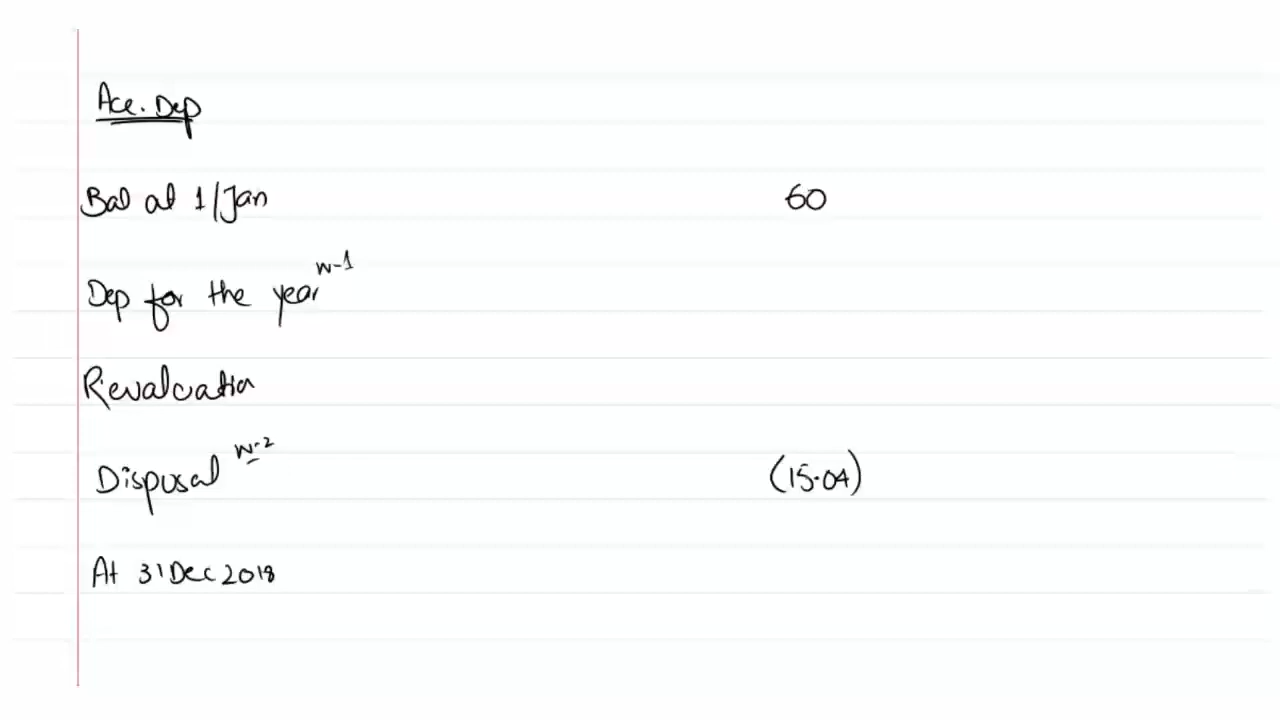 Acc. Dep
Bal at 1/Jan 60
Dep for the year w-1
Revaluation
Disposal w-2 (15.04)
At 31 Dec 2018